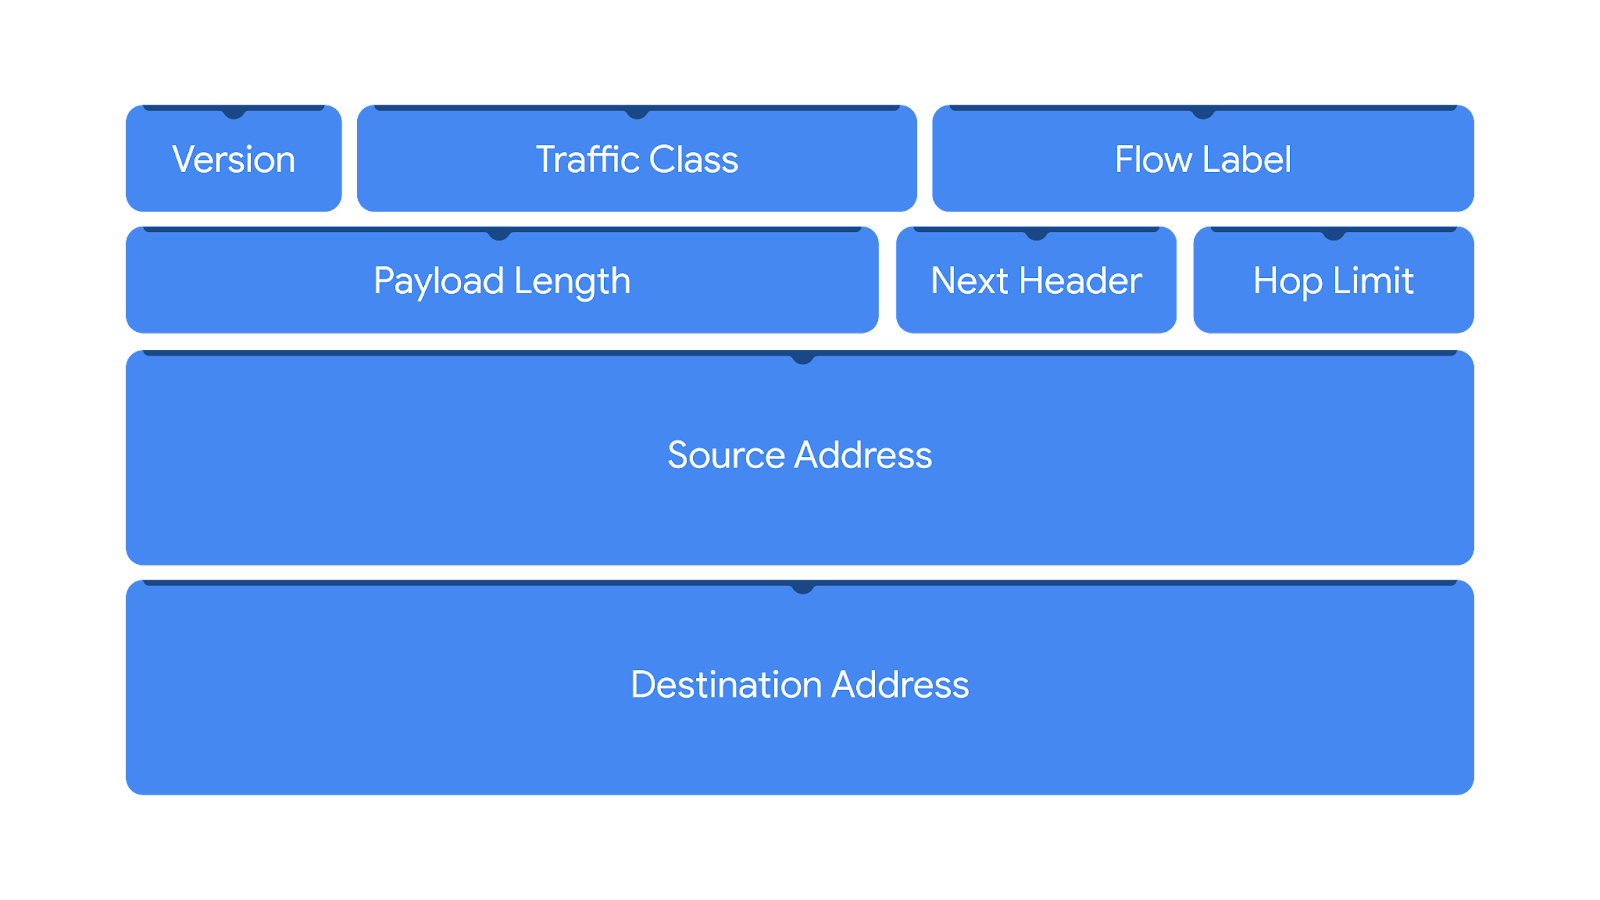 Version
Traffic Class
Flow Label
Payload Length
Next Header
Hop Limit
Source Address
Destination Address